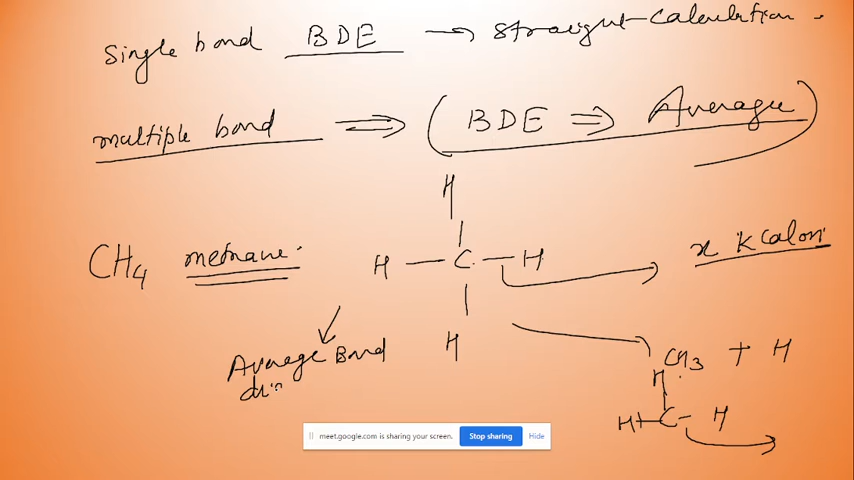 Single bond BDE → straight-calculation.
multiple bond ⇒ (BDE ⇒ Average)
H
CH4 methane. H — C — H x Kcalori
H
Average Bond
CH3 + H
H
H — C — H
meet.google.com is sharing your screen. Stop sharing Hide